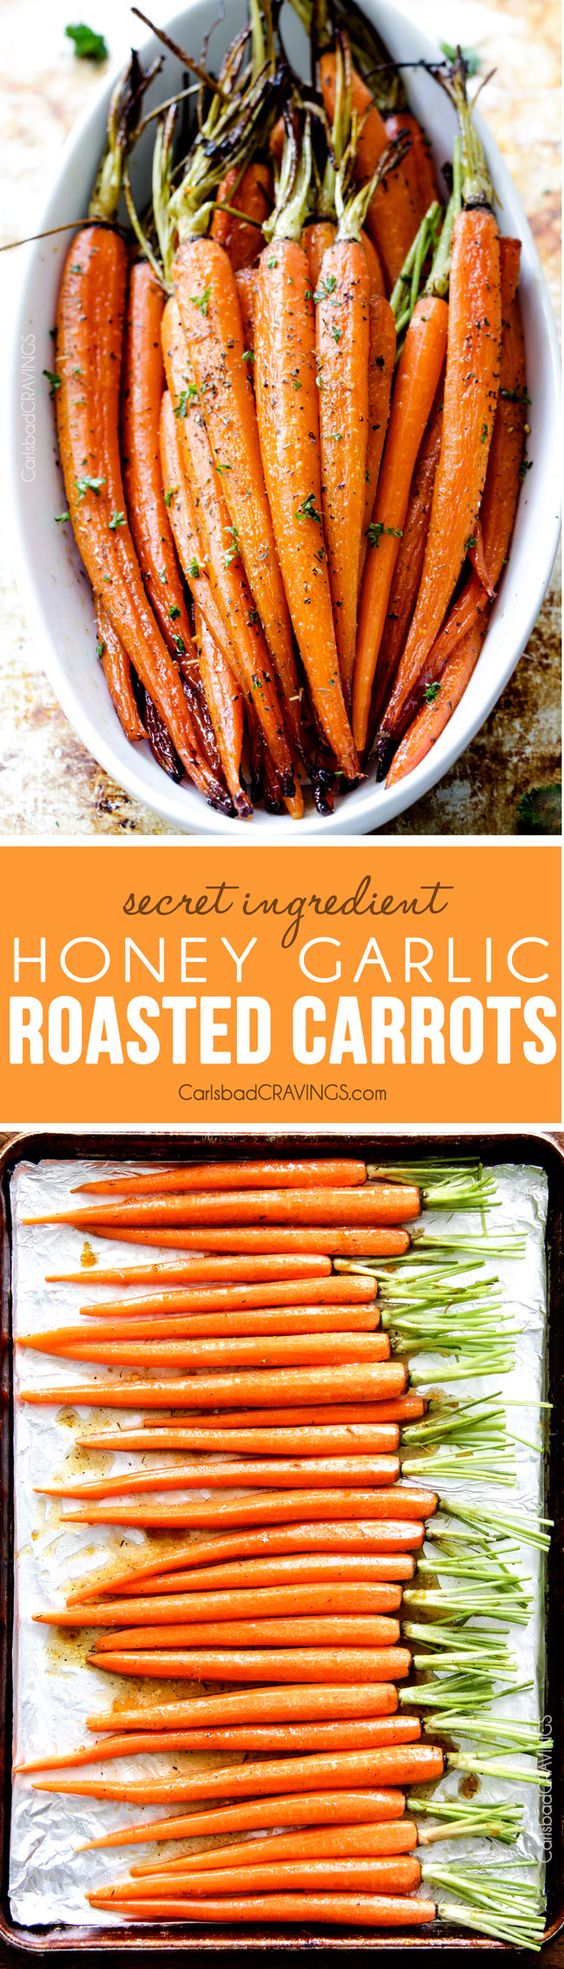 CarlsbadCRAVINGS
secret ingredient
HONEY GARLIC
ROASTED CARROTS
CarlsbadCRAVINGS.com
CarlsbadCRAVINGS